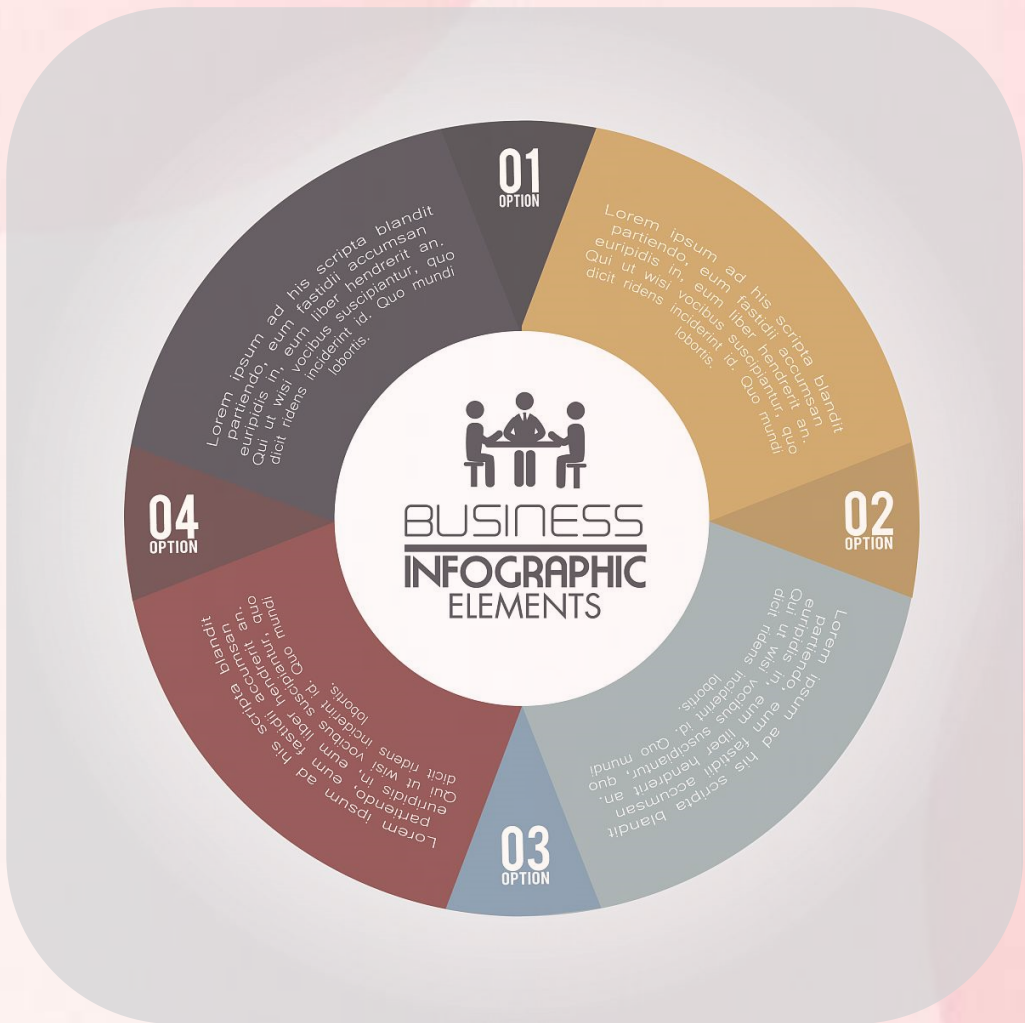 01
OPTION
Lorem ipsum ad his scripta blandit
partiendo, eum fastidii accumsan
euripidis in, eum liber hendrerit an.
Qui ut wisi vocibus suscipiantur, quo
dicit ridens inciderint id. Quo mundi
lobortis.
Lorem ipsum ad his scripta blandit
partiendo, eum fastidii accumsan
euripidis in, eum liber hendrerit an.
Qui ut wisi vocibus suscipiantur, quo
dicit ridens inciderint id. Quo mundi
lobortis.
BUSINESS
INFOGRAPHIC
ELEMENTS
04
OPTION
02
OPTION
Lorem ipsum ad his scripta blandit
partiendo, eum fastidii accumsan
euripidis in, eum liber hendrerit an.
Qui ut wisi vocibus suscipiantur, quo
dicit ridens inciderint id. Quo mundi
lobortis.
Lorem ipsum ad his scripta blandit
partiendo, eum fastidii accumsan
euripidis in, eum liber hendrerit an.
Qui ut wisi vocibus suscipiantur, quo
dicit ridens inciderint id. Quo mundi
lobortis.
03
OPTION